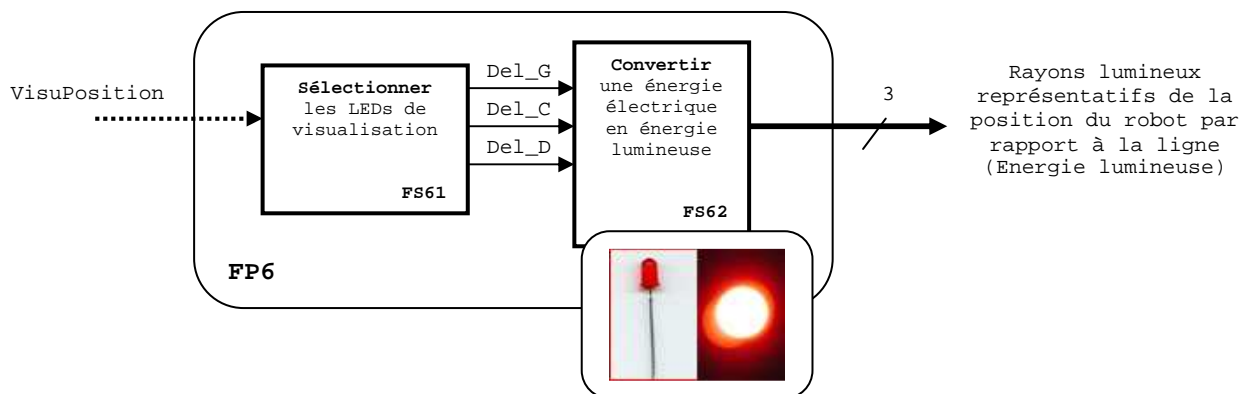 VisuPosition
Sélectionner
les LEDs de
visualisation
FS61
Del_G
Del_C
Del_D
Convertir
une énergie
électrique
en énergie
lumineuse
FS62
FP6
3
Rayons lumineux
représentatifs de la
position du robot par
rapport à la ligne
(Energie lumineuse)